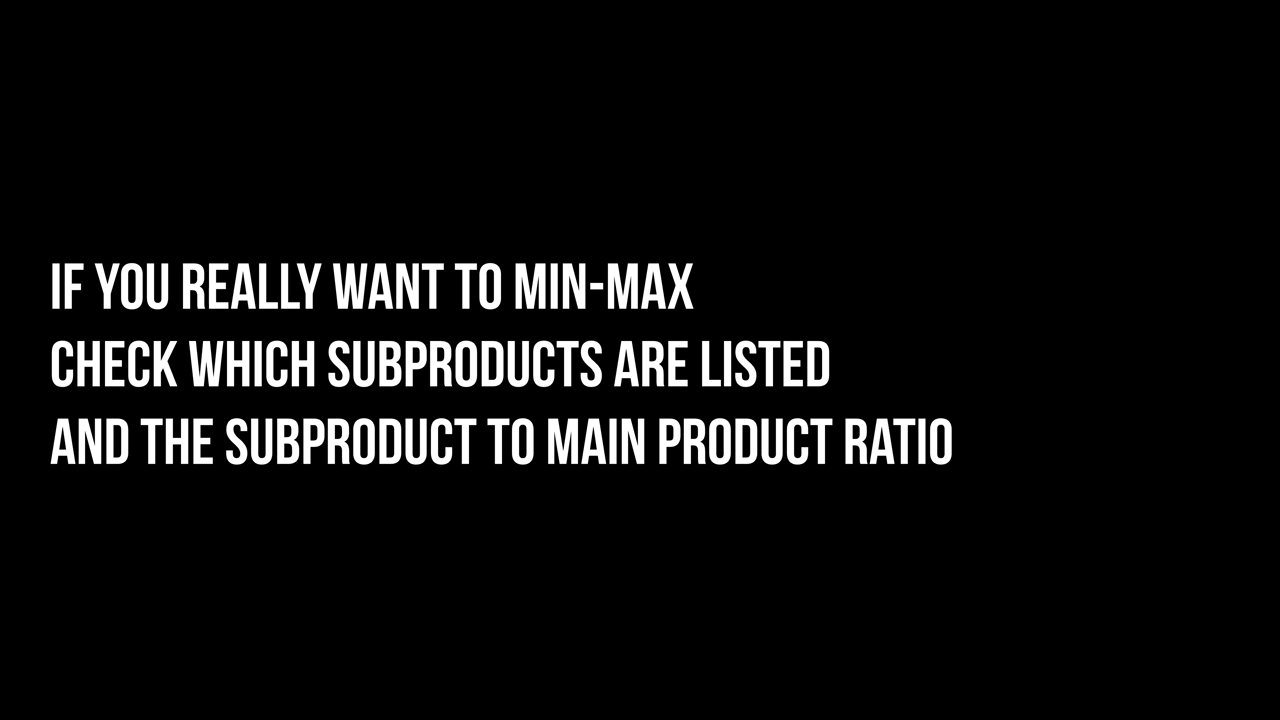 IF YOU REALLY WANT TO MIN-MAX
CHECK WHICH SUBPRODUCTS ARE LISTED
AND THE SUBPRODUCT TO MAIN PRODUCT RATIO